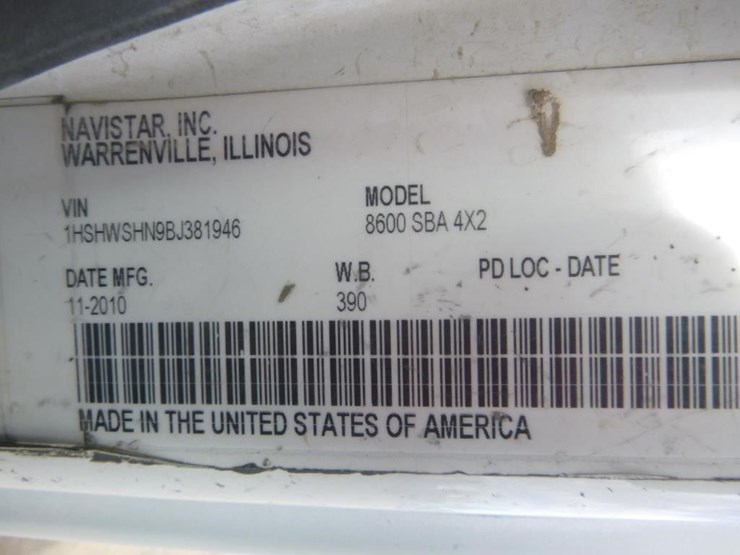 NAVISTAR, INC.
WARRENVILLE, ILLINOIS
VIN
1HSHWSHN9BJ381946
MODEL
8600 SBA 4X2
DATE MFG.
11-2010
W.B.
390
PD LOC - DATE
MADE IN THE UNITED STATES OF AMERICA